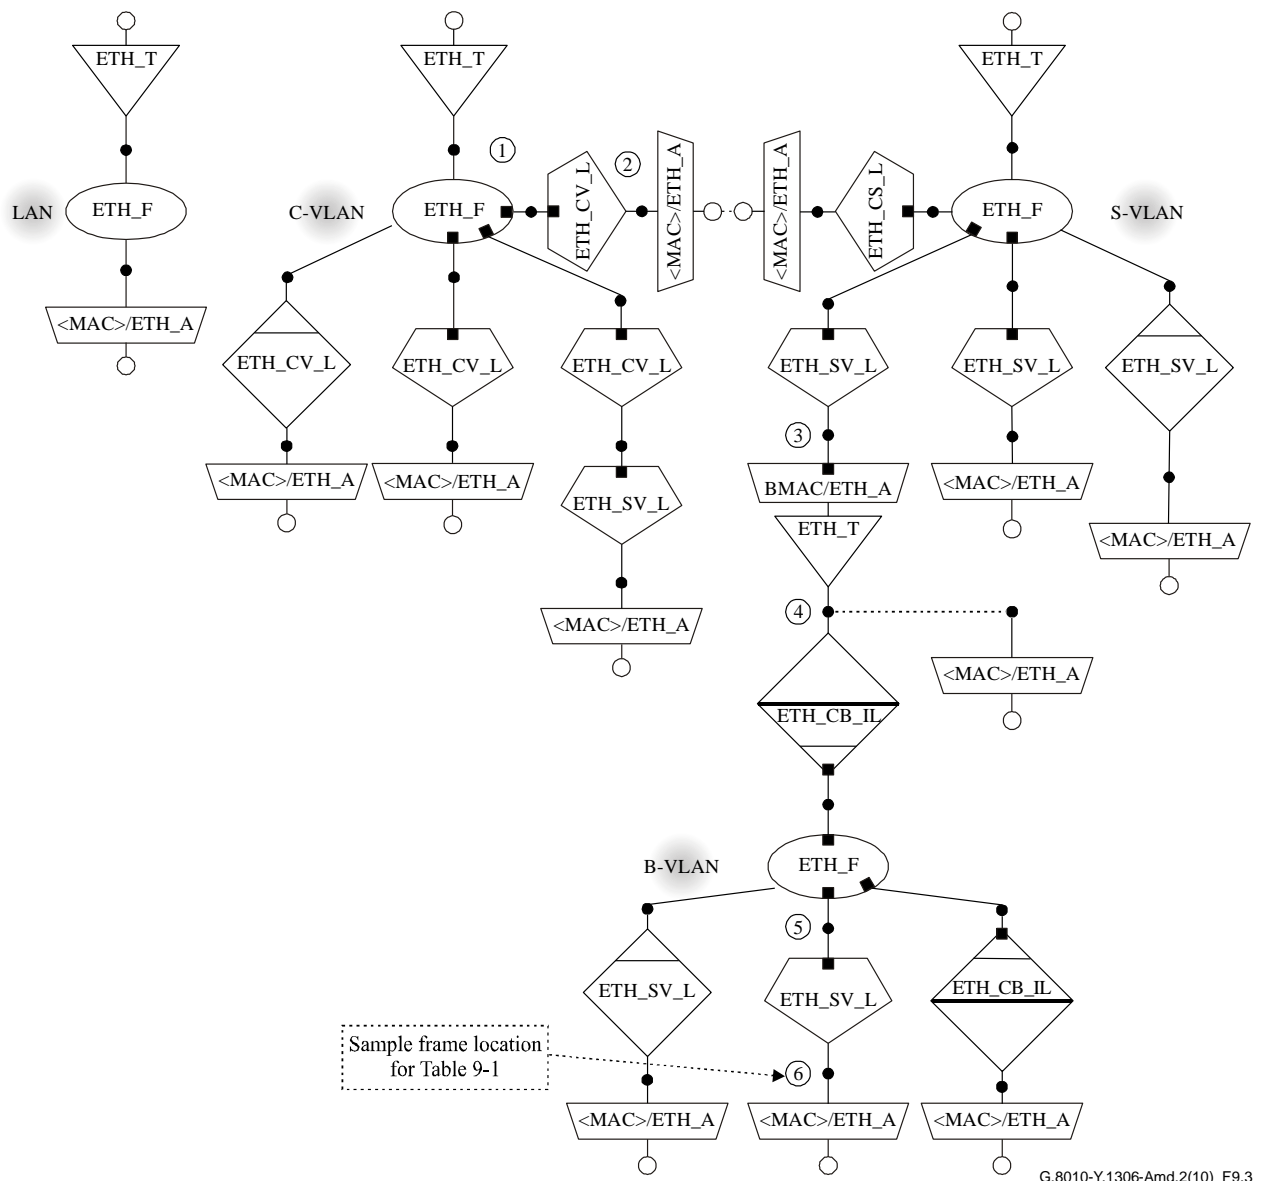 ETH_T
ETH_T
ETH_T
1
2
<MAC>/ETH_A
<MAC>/ETH_A
ETH_CV_L
ETH_CS_L
LAN
ETH_F
C-VLAN
ETH_F
ETH_F
S-VLAN
<MAC>/ETH_A
ETH_CV_L
ETH_CV_L
ETH_CV_L
ETH_SV_L
ETH_SV_L
ETH_SV_L
3
<MAC>/ETH_A
<MAC>/ETH_A
BMAC/ETH_A
<MAC>/ETH_A
ETH_SV_L
ETH_T
<MAC>/ETH_A
4
<MAC>/ETH_A
<MAC>/ETH_A
ETH_CB_IL
B-VLAN
ETH_F
5
ETH_SV_L
ETH_SV_L
ETH_CB_IL
Sample frame location
for Table 9-1
6
<MAC>/ETH_A
<MAC>/ETH_A
<MAC>/ETH_A
G.8010-Y.1306-Amd.2(10)_F9.3